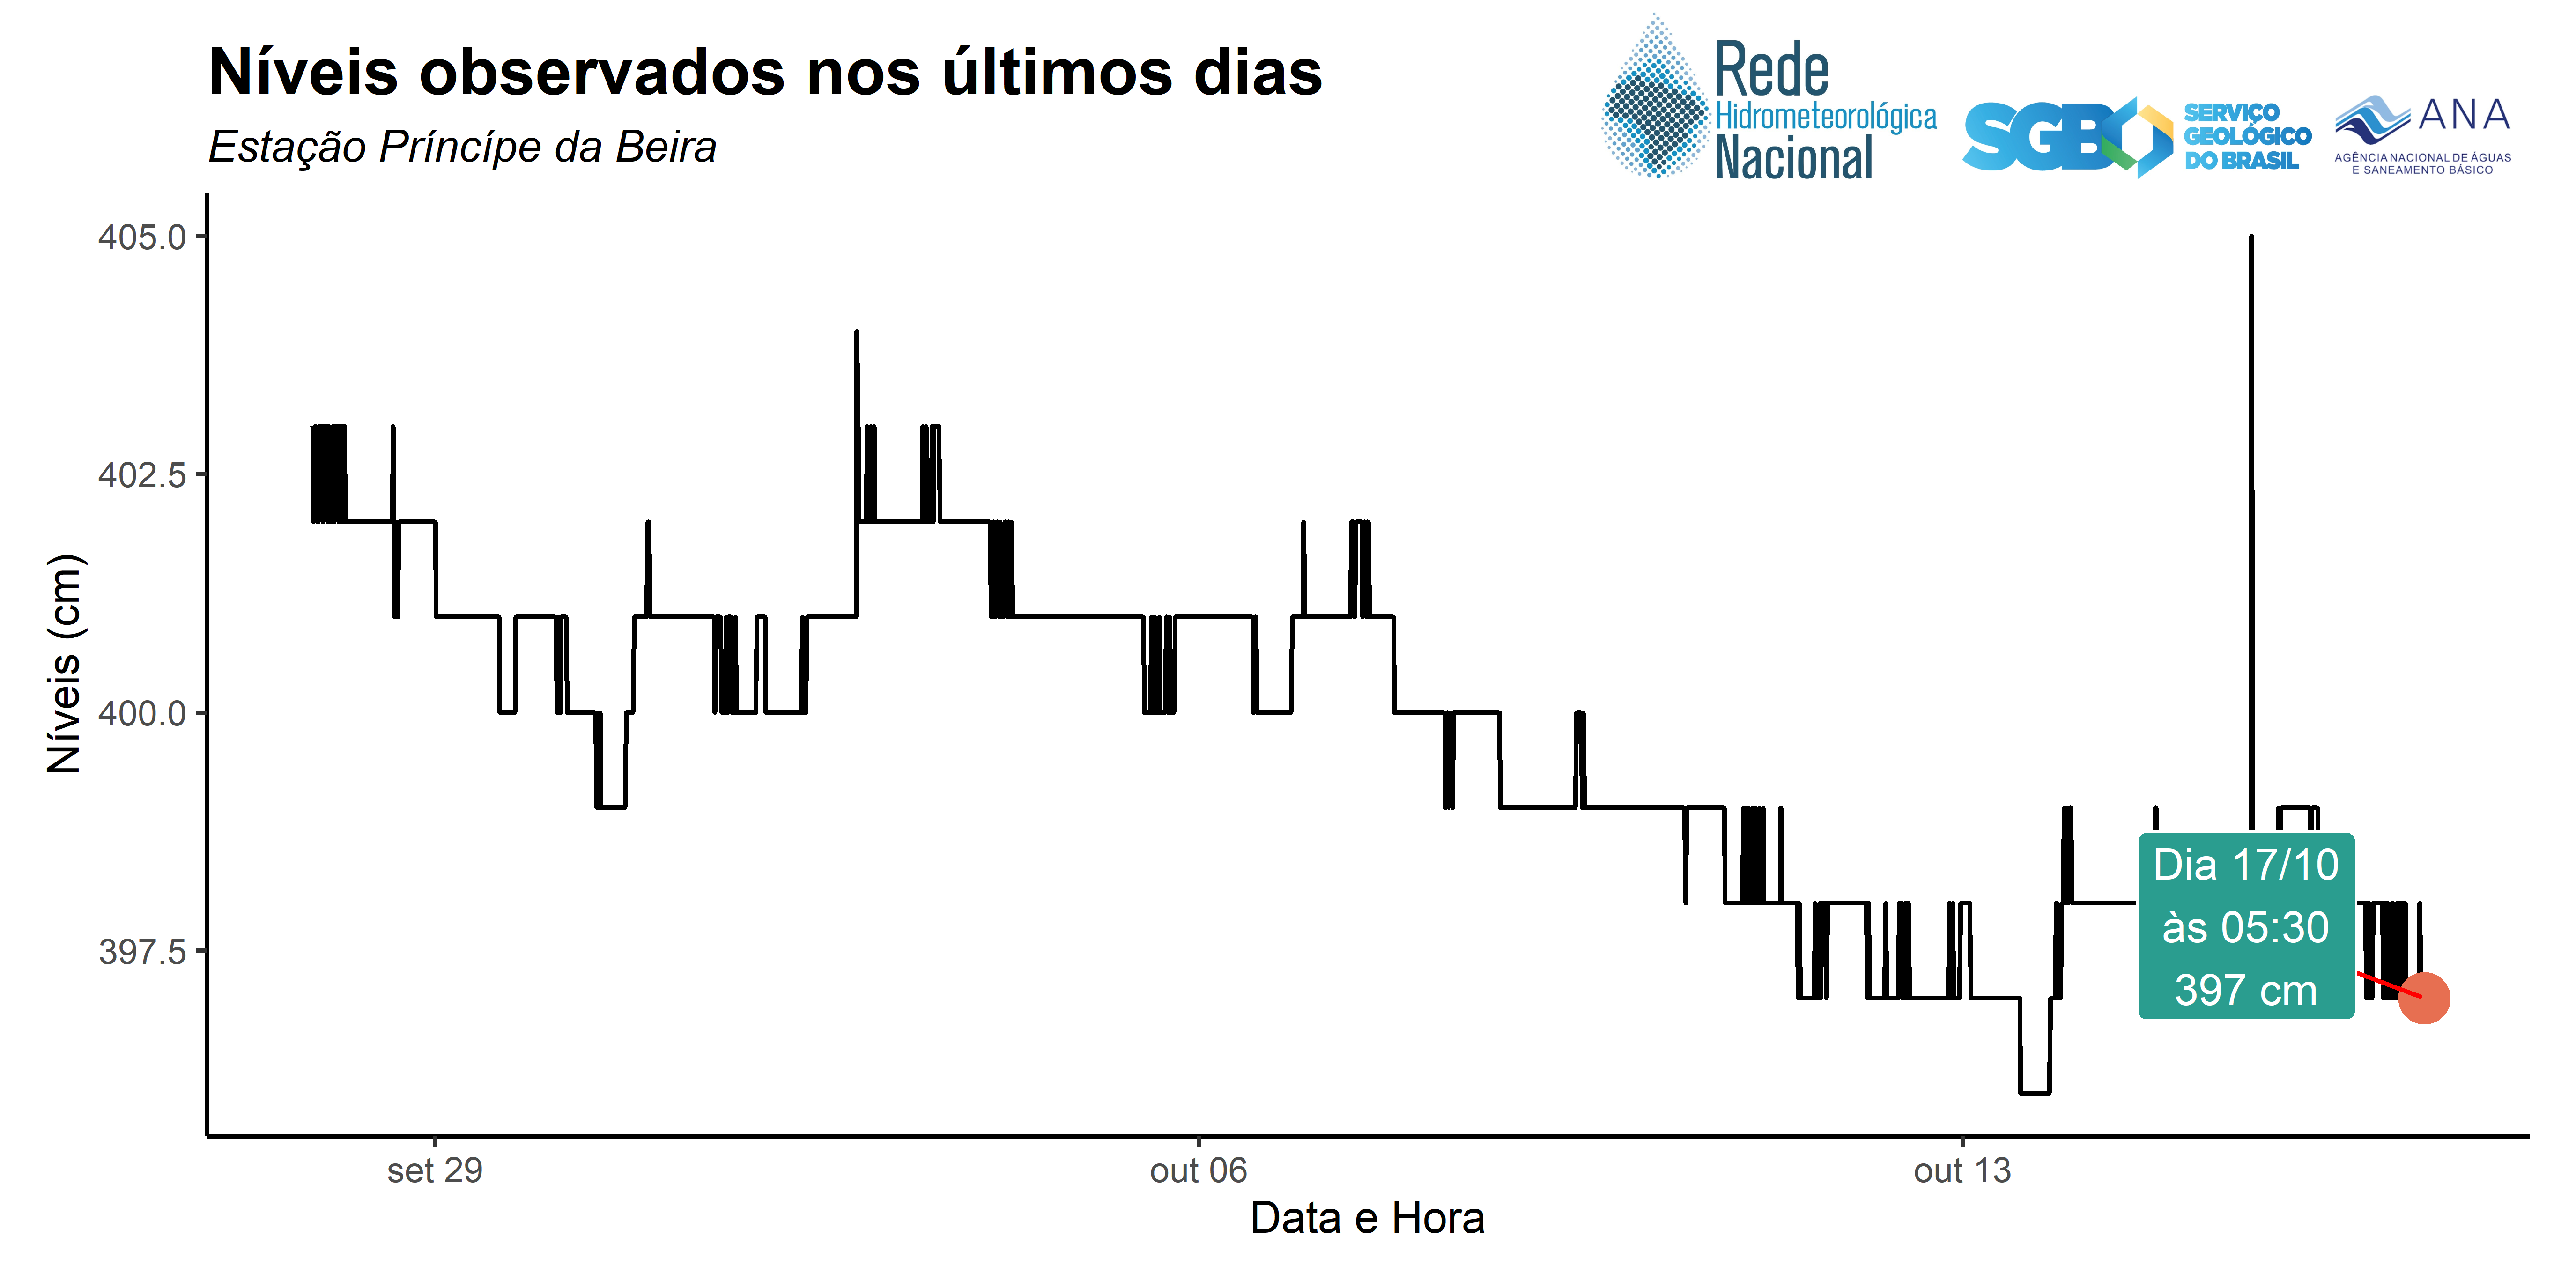 Níveis observados nos últimos dias
Estação Príncípe da Beira
Rede
Hidrometeorológica
Nacional
SGB
SERVIÇO
GEOLÓGICO
DO BRASIL
ANA
AGÊNCIA NACIONAL DE ÁGUAS
E SANEAMENTO BÁSICO
Níveis (cm)
405.0
402.5
400.0
397.5
Dia 17/10
às 05:30
397 cm
set 29
out 06
out 13
Data e Hora